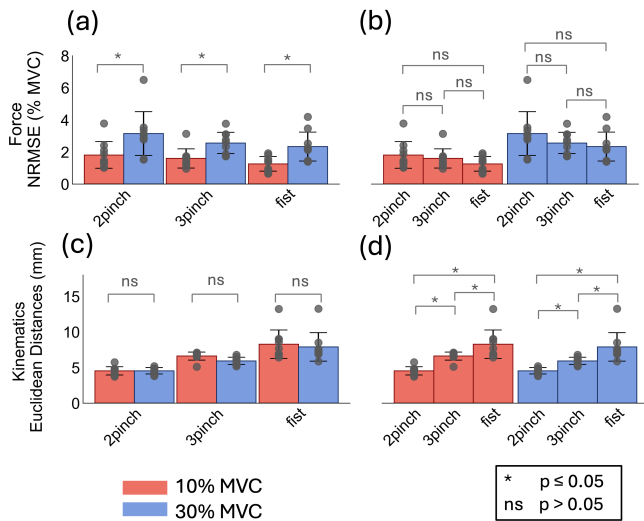 (a)
(b)
Force
NRMSE (% MVC)
8
6
4
2
0
*
*
*
2pinch
3pinch
fist
ns
ns
ns
ns
ns
ns
2pinch
3pinch
fist
2pinch
3pinch
fist
(c)
(d)
Kinematics
Euclidean Distances (mm)
15
10
5
0
ns
ns
ns
2pinch
3pinch
fist
*
*
*
*
*
*
2pinch
3pinch
fist
2pinch
3pinch
fist
10% MVC
30% MVC
* p ≤ 0.05
ns p > 0.05